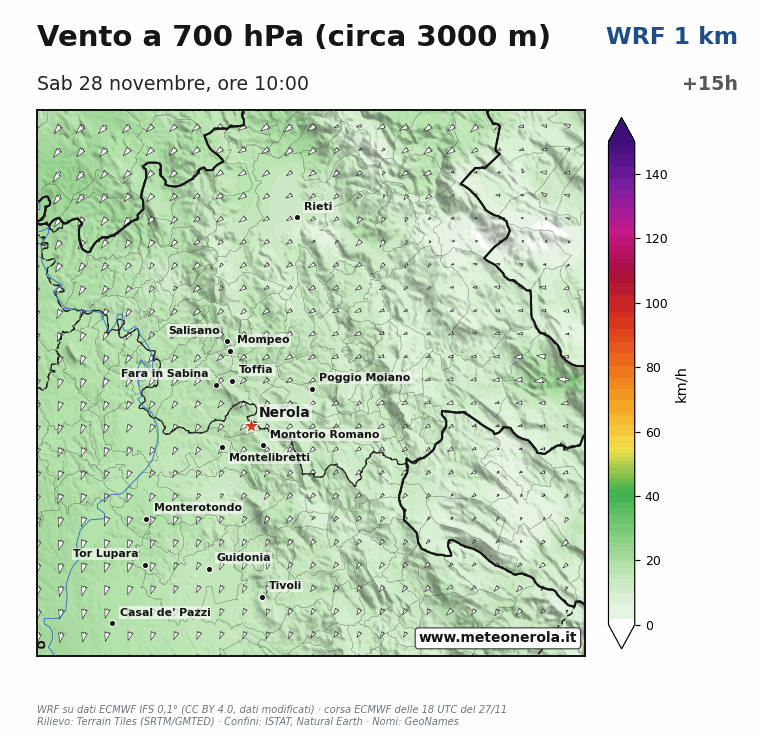 Vento a 700 hPa (circa 3000 m)
WRF 1 km
Sab 28 novembre, ore 10:00
+15h
Rieti
Salisano
Mompeo
Fara in Sabina
Toffia
Poggio Moiano
Nerola
Montorio Romano
Montelibretti
Monterotondo
Tor Lupara
Guidonia
Tivoli
Casal de' Pazzi
www.meteonerola.it
140
120
100
80
60
40
20
0
km/h
WRF su dati ECMWF IFS 0,1° (CC BY 4.0, dati modificati) · corsa ECMWF delle 18 UTC del 27/11
Rilievo: Terrain Tiles (SRTM/GMTED) · Confini: ISTAT, Natural Earth · Nomi: GeoNames